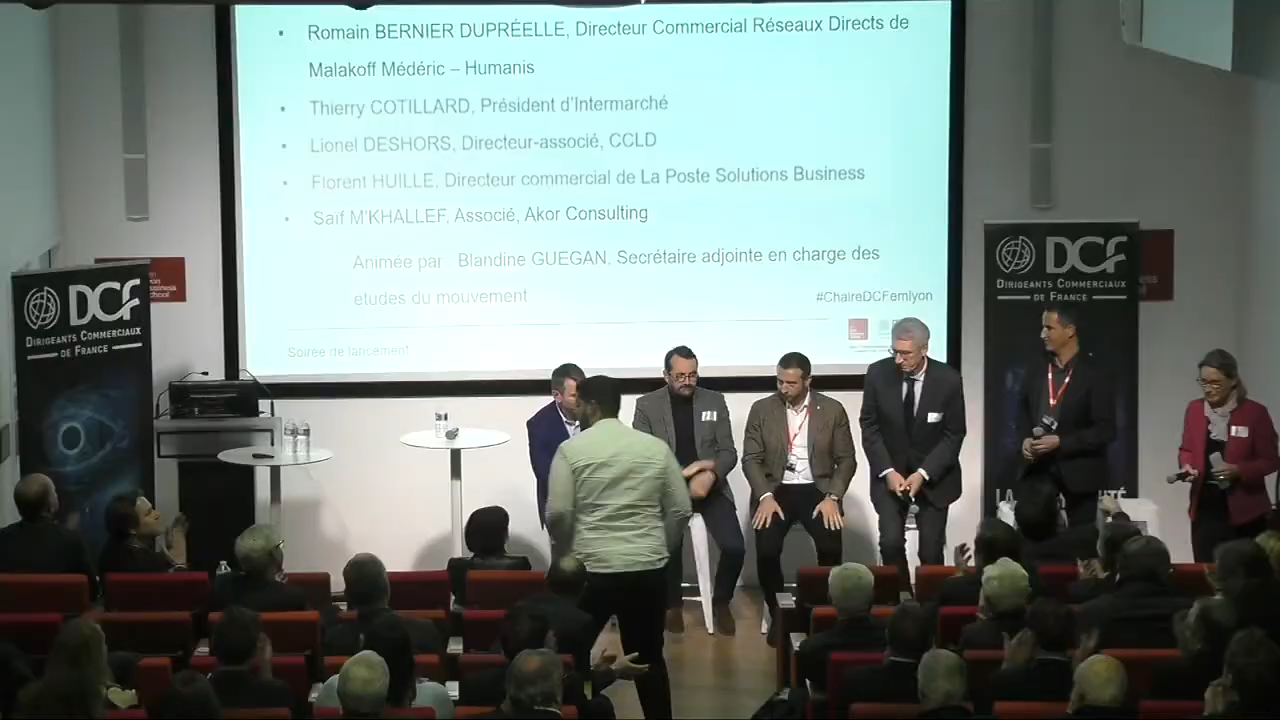 • Romain BERNIER DUPRÉELLE, Directeur Commercial Réseaux Directs de
Malakoff Médéric – Humanis
• Thierry COTILLARD, Président d'Intermarché
• Lionel DESHORS, Directeur-associé, CCLD
• Florent HUILLE, Directeur commercial de La Poste Solutions Business
• Saïf M'KHALLEF, Associé, Akor Consulting
Animée par : Blandine GUEGAN, Secrétaire adjointe en charge des
etudes du mouvement
#ChaireDCFemlyon
Soirée de lancement
DCF
DIRIGEANTS COMMERCIAUX
DE FRANCE
DCF
DIRIGEANTS COMMERCIAUX
DE FRANCE